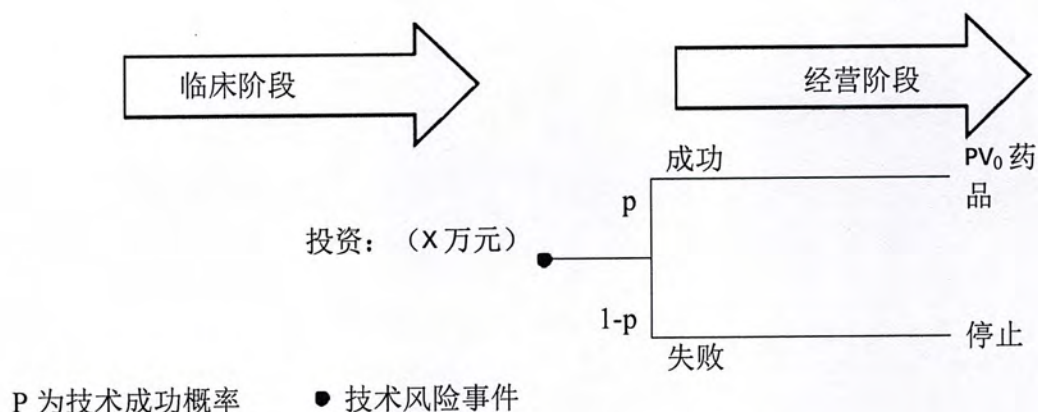 临床阶段
经营阶段
成功
PV₀ 药
品
p
投资：（X 万元）
1-p
失败
停止
P 为技术成功概率
技术风险事件